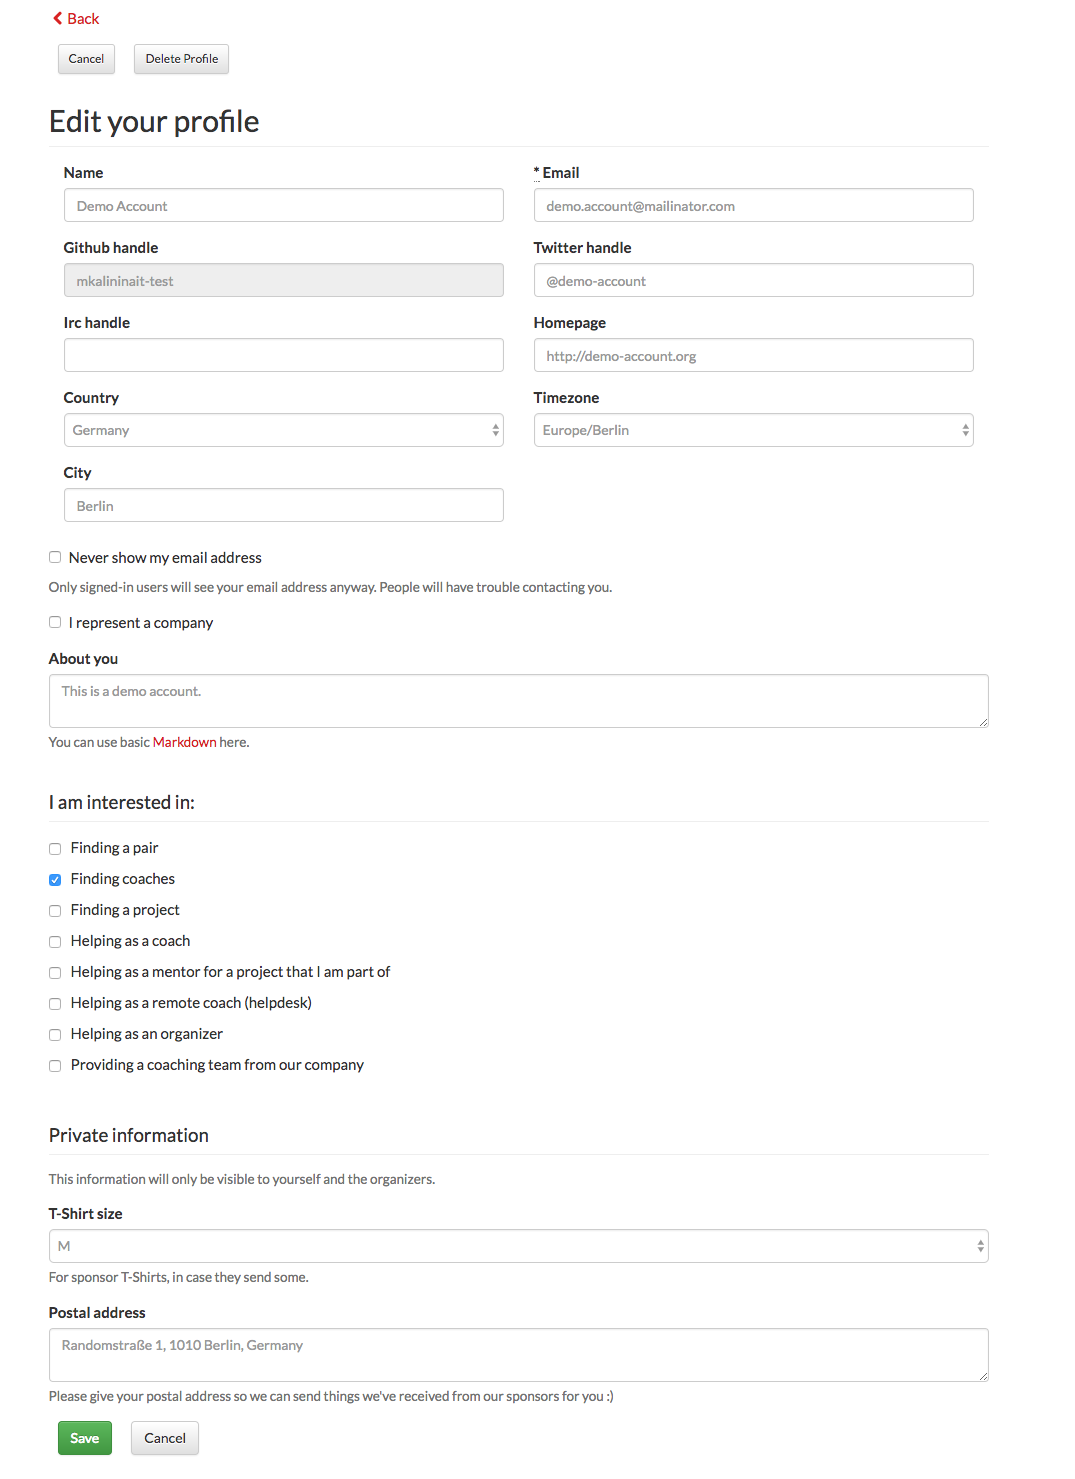 Back
Cancel Delete Profile
Edit your profile
Name * Email
Demo Account demo.account@mailinator.com
Github handle Twitter handle
mkalininait-test @demo-account
Irc handle Homepage
http://demo-account.org
Country Timezone
Germany Europe/Berlin
City
Berlin
Never show my email address
Only signed-in users will see your email address anyway. People will have trouble contacting you.
I represent a company
About you
This is a demo account.
You can use basic Markdown here.
I am interested in:
Finding a pair
Finding coaches
Finding a project
Helping as a coach
Helping as a mentor for a project that I am part of
Helping as a remote coach (helpdesk)
Helping as an organizer
Providing a coaching team from our company
Private information
This information will only be visible to yourself and the organizers.
T-Shirt size
M
For sponsor T-Shirts, in case they send some.
Postal address
Randomstraße 1, 1010 Berlin, Germany
Please give your postal address so we can send things we've received from our sponsors for you :)
Save Cancel